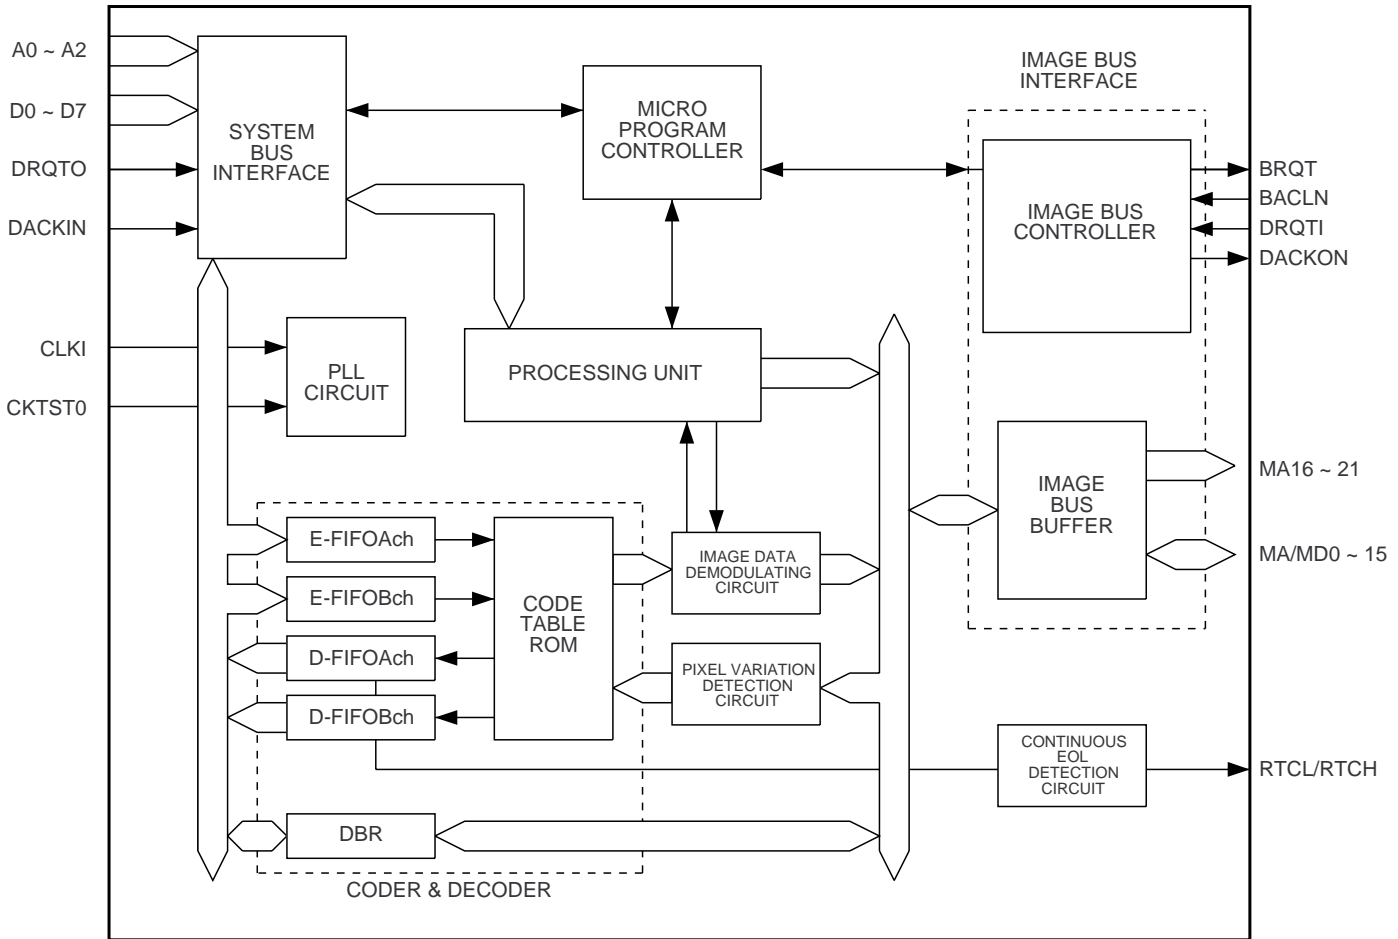 A0 ~ A2
D0 ~ D7
DRQTO
DACKIN
CLKI
CKTST0
SYSTEM
BUS
INTERFACE
MICRO
PROGRAM
CONTROLLER
IMAGE BUS
INTERFACE
IMAGE BUS
CONTROLLER
BRQT
BACLN
DRQTI
DACKON
PLL
CIRCUIT
PROCESSING UNIT
IMAGE
BUS
BUFFER
MA16 ~ 21
MA/MD0 ~ 15
E-FIFOAch
E-FIFOBch
D-FIFOAch
D-FIFOBch
CODE
TABLE
ROM
IMAGE DATA
DEMODULATING
CIRCUIT
PIXEL VARIATION
DETECTION
CIRCUIT
CONTINUOUS
EOL
DETECTION
CIRCUIT
RTCL/RTCH
DBR
CODER & DECODER